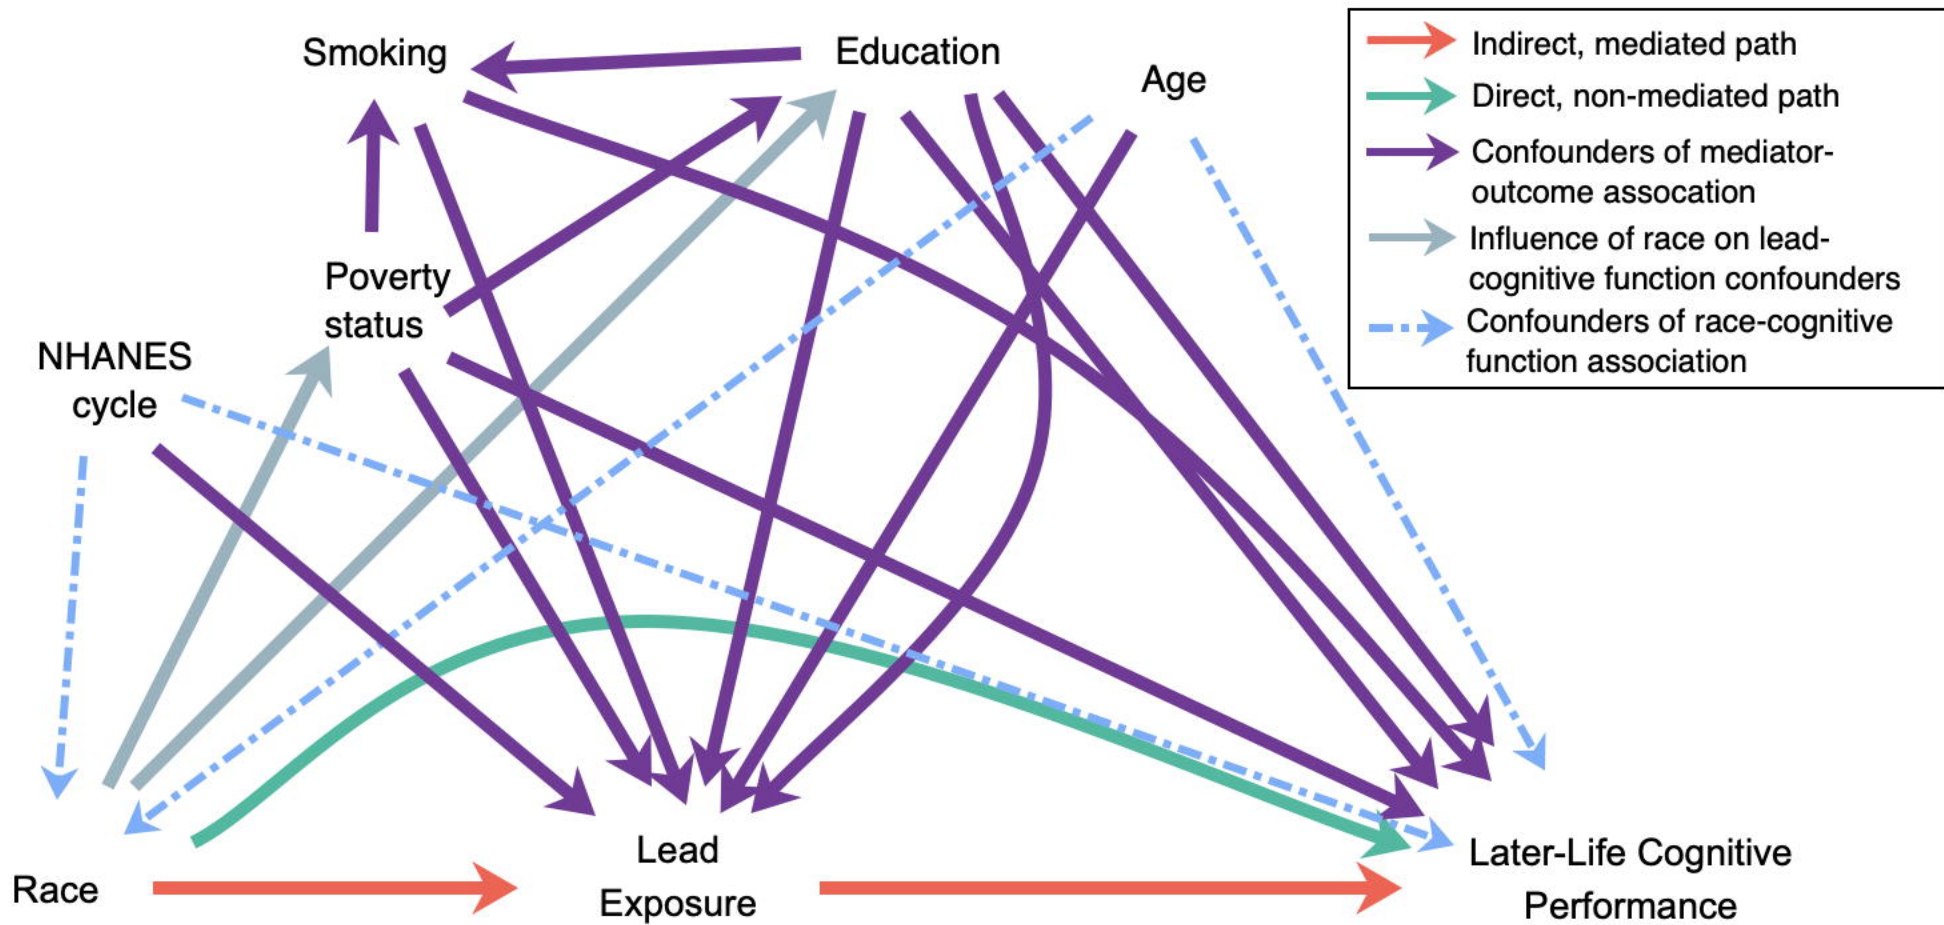 Smoking
Education
Age
Poverty
status
NHANES
cycle
Race
Lead
Exposure
Later-Life Cognitive
Performance
Indirect, mediated path
Direct, non-mediated path
Confounders of mediator-
outcome assocation
Influence of race on lead-
cognitive function confounders
Confounders of race-cognitive
function association